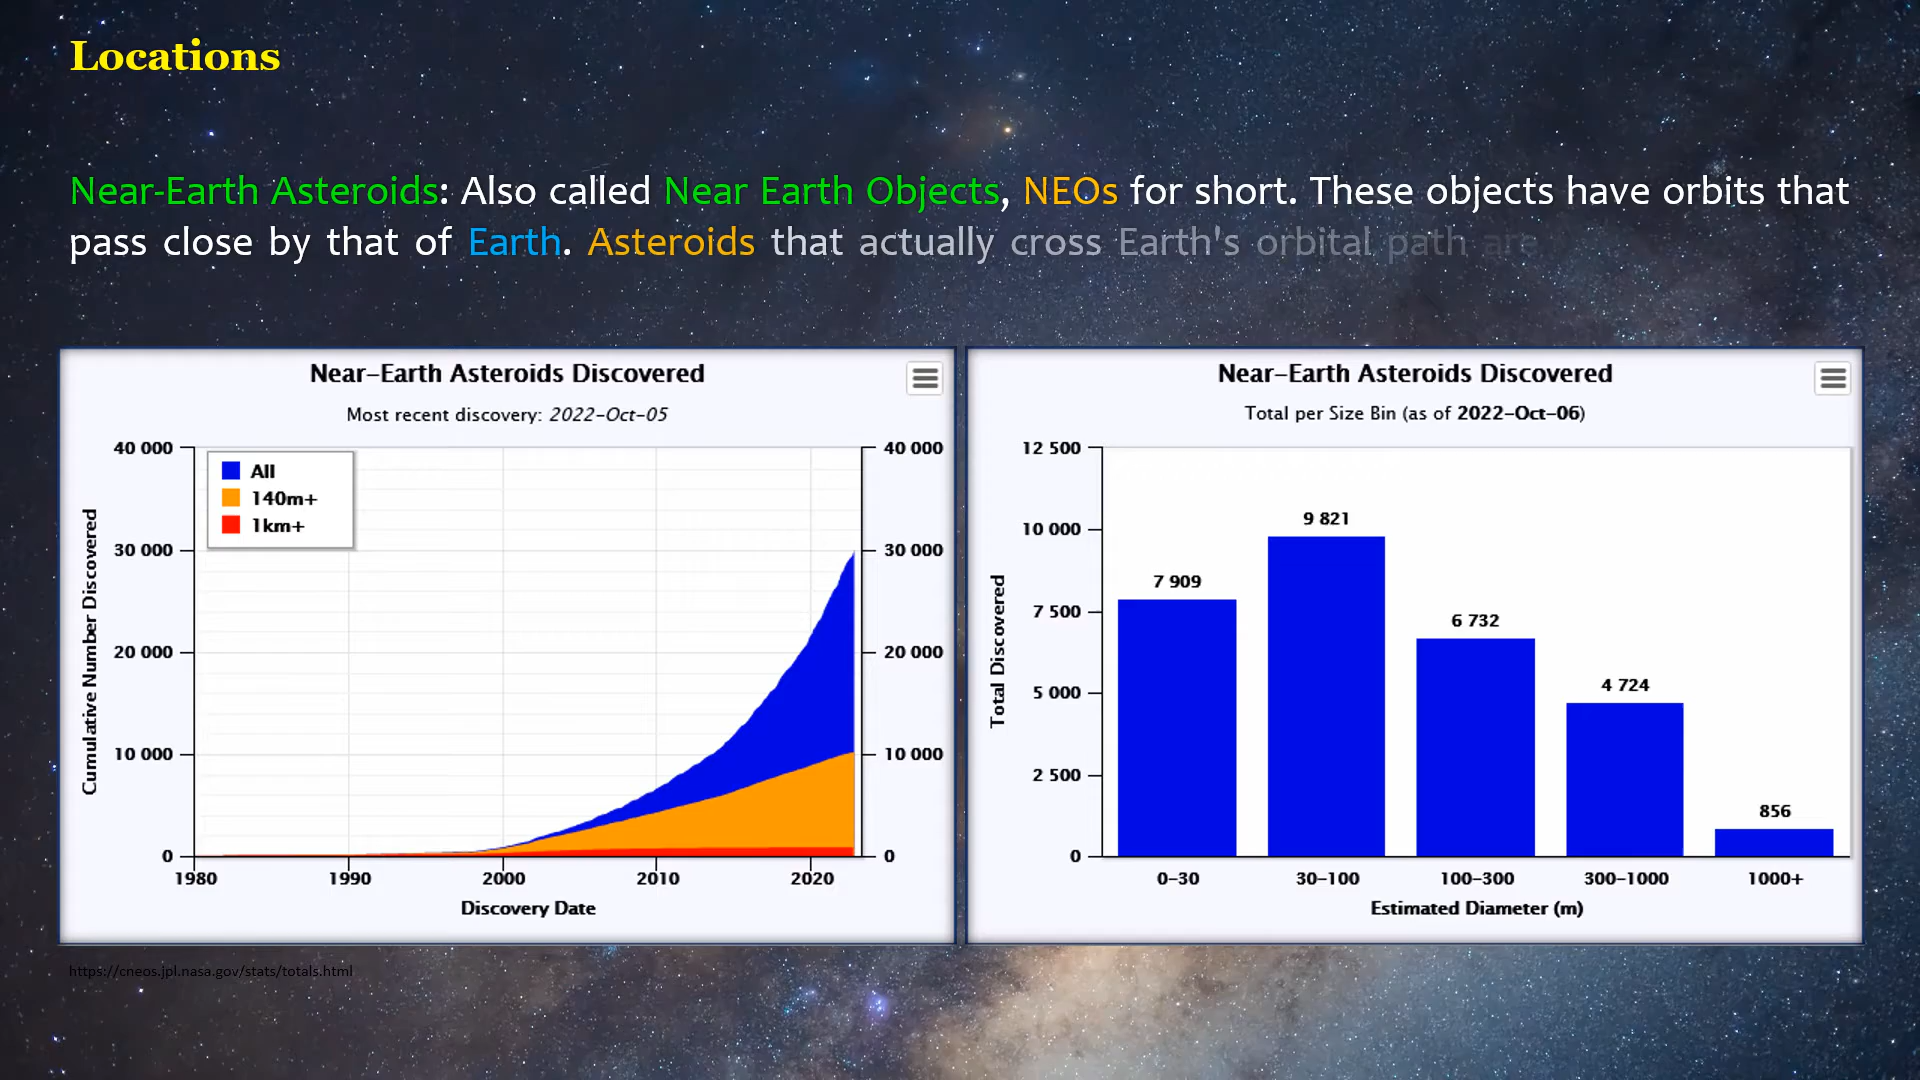 Locations
Near-Earth Asteroids: Also called Near Earth Objects, NEOs for short. These objects have orbits that
pass close by that of Earth. Asteroids that actually cross Earth's orbital path are
Near-Earth Asteroids Discovered
Most recent discovery: 2022-Oct-05
40 000
30 000
20 000
10 000
0
Cumulative Number Discovered
All
140m+
1km+
40 000
30 000
20 000
10 000
0
1980 1990 2000 2010 2020
Discovery Date
Near-Earth Asteroids Discovered
Total per Size Bin (as of 2022-Oct-06)
12 500
10 000
7 500
5 000
2 500
0
Total Discovered
7 909
9 821
6 732
4 724
856
0-30 30-100 100-300 300-1000 1000+
Estimated Diameter (m)
https://cneos.jpl.nasa.gov/stats/totals.html